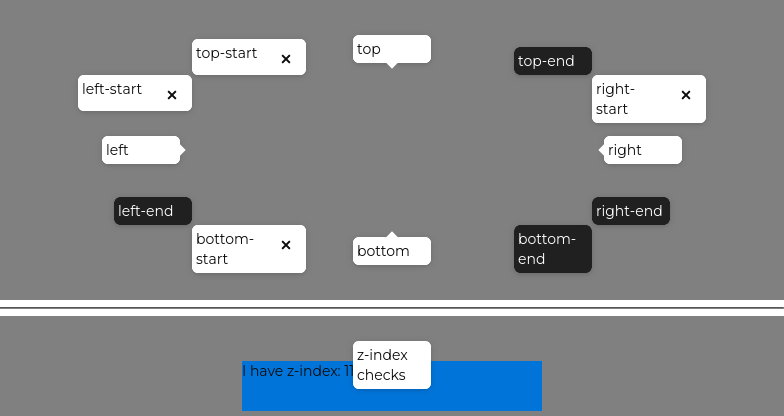 top-start ×
top
top-end
left-start ×
right-
start ×
left
right
left-end
right-end
bottom-
start ×
bottom
bottom-
end
z-index
checks
I have z-index: 11